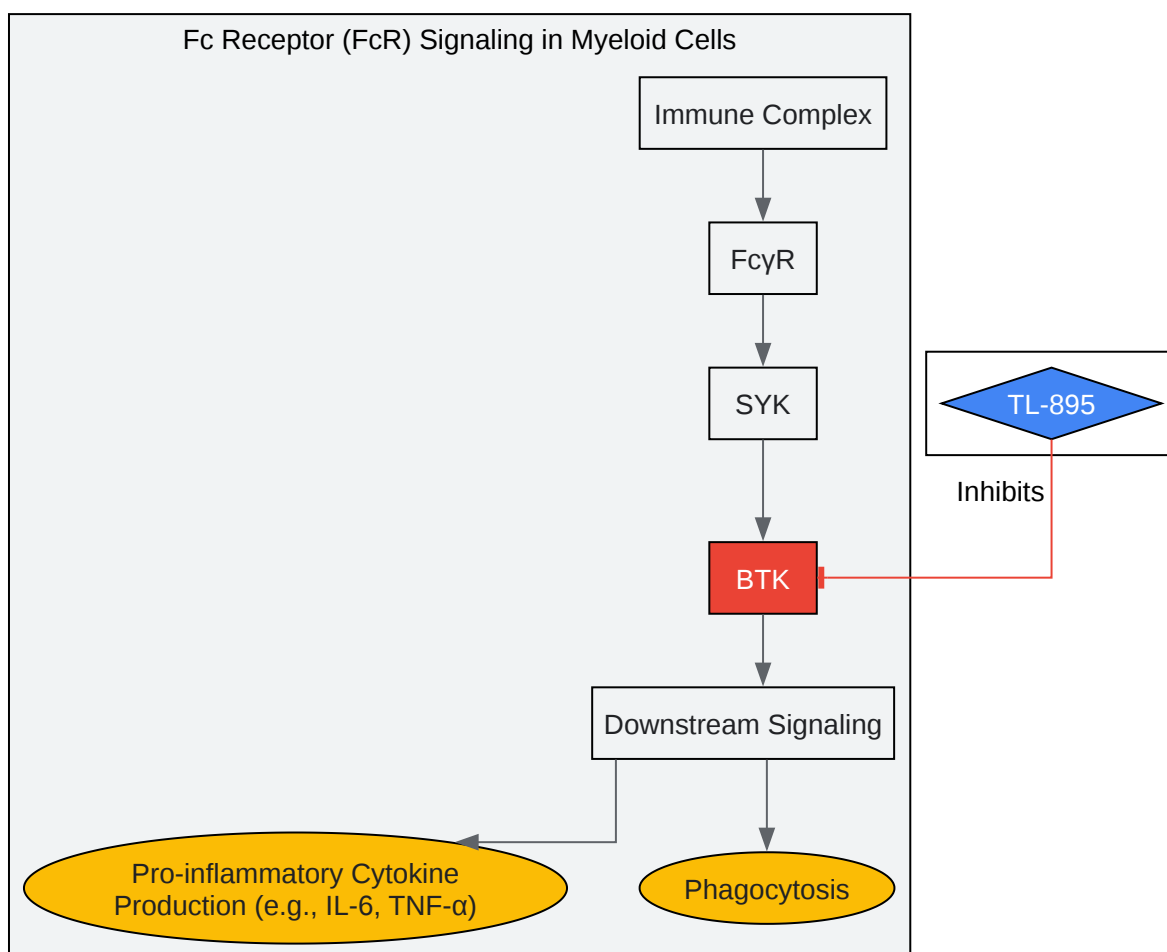 Fc Receptor (FcR) Signaling in Myeloid Cells
Immune Complex
FcγR
SYK
TL-895
Inhibits
BTK
Downstream Signaling
Pro-inflammatory Cytokine
Production (e.g., IL-6, TNF-α)
Phagocytosis